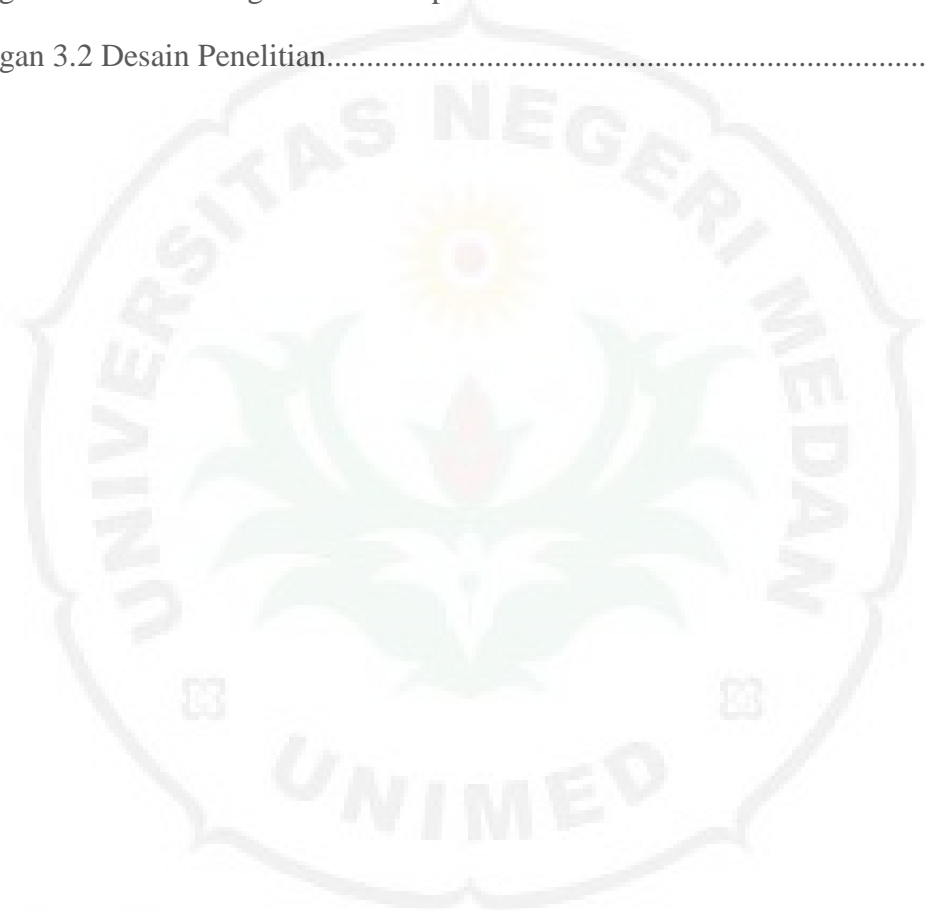 gan 3.2 Desain Penelitian............................................................................
UNIVERSITAS NEGERI MEDAN
UNIMED